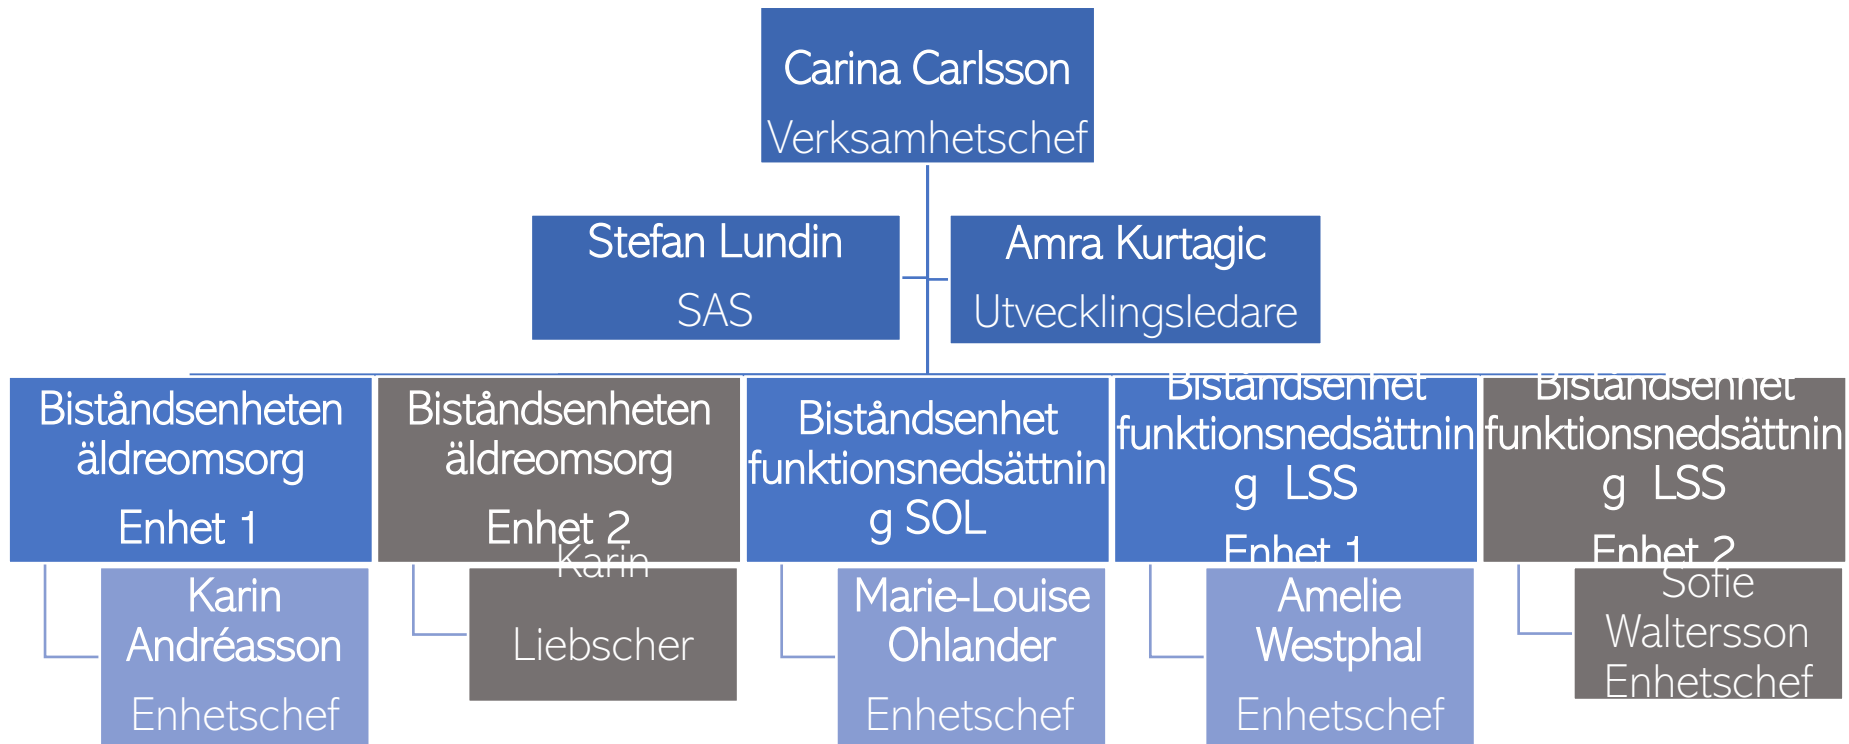 Carina Carlsson
Verksamhetschef
Stefan Lundin
SAS
Amra Kurtagic
Utvecklingsledare
Biståndsenheten
äldreomsorg
Enhet 1
Biståndsenheten
äldreomsorg
Enhet 2
Biståndsenhet
funktionsnedsättnin
g SOL
Biståndsenhet
funktionsnedsättnin
g LSS
Enhet 1
Biståndsenhet
funktionsnedsättnin
g LSS
Enhet 2
Karin
Andréasson
Enhetschef
Karin
Liebscher
Marie-Louise
Ohlander
Enhetschef
Amelie
Westphal
Enhetschef
Sofie
Waltersson
Enhetschef